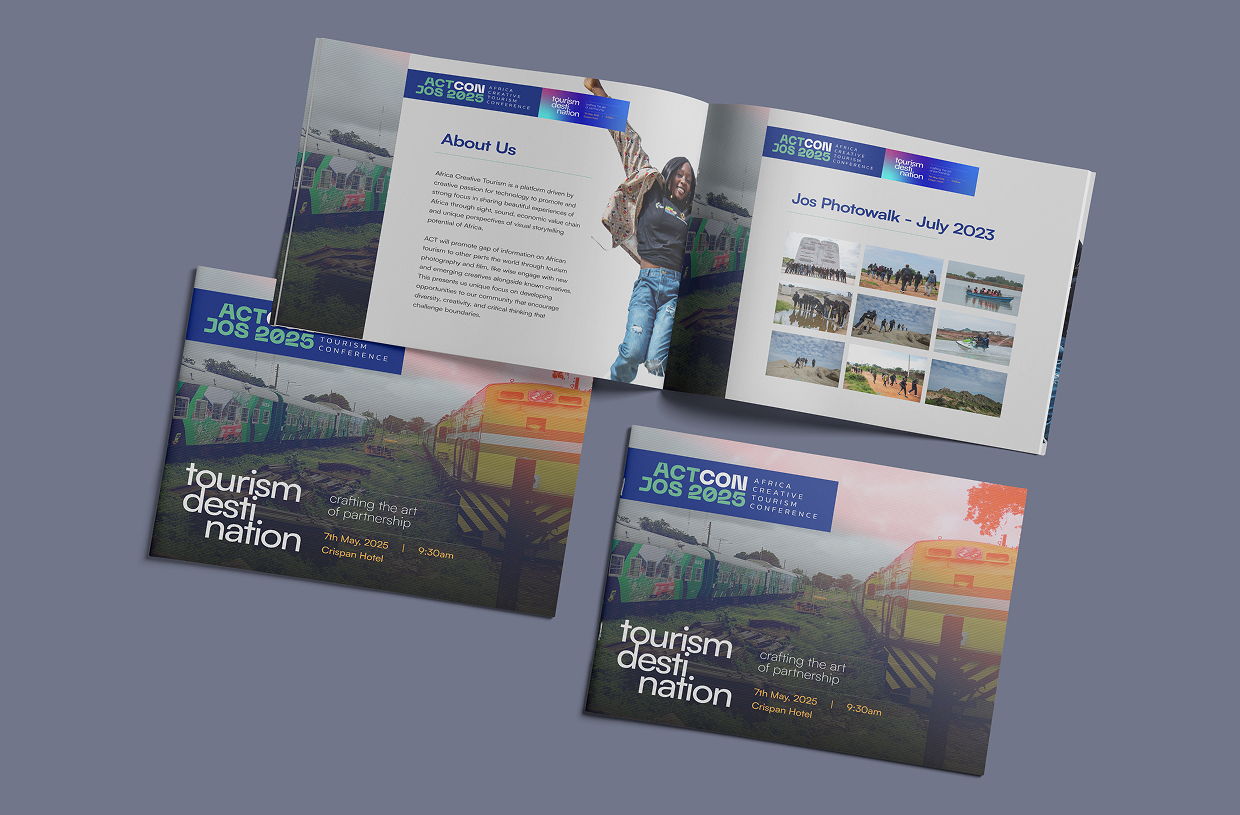 ACTCON
JOS 2025
AFRICA
CREATIVE
TOURISM
CONFERENCE
tourism
desti
nation
crafting the art
of partnership
About Us
Africa Creative Tourism is a platform driven by
creative passion for technology to promote and
strong focus in sharing beautiful experiences of
Africa through sight, sound, economic value chain
and unique perspectives of visual storytelling
potential of Africa.
ACT will promote gap of information on African
tourism to other parts the world through tourism
photography and film, like wise engage with new
and emerging creatives alongside known creatives.
This presents us unique focus on developing
opportunities to our community that encourage
diversity, creativity, and critical thinking that
challenge boundaries.
ACTCON
JOS 2025
AFRICA
CREATIVE
TOURISM
CONFERENCE
tourism
desti
nation
Jos Photowalk - July 2023
ACTC
JOS 2025
TOURISM
CONFERENCE
tourism
desti
nation
crafting the art
of partnership
7th May, 2025 | 9:30am
Crispan Hotel
ACTCON
JOS 2025
AFRICA
CREATIVE
TOURISM
CONFERENCE
tourism
desti
nation
crafting the art
of partnership
7th May, 2025 | 9:30am
Crispan Hotel